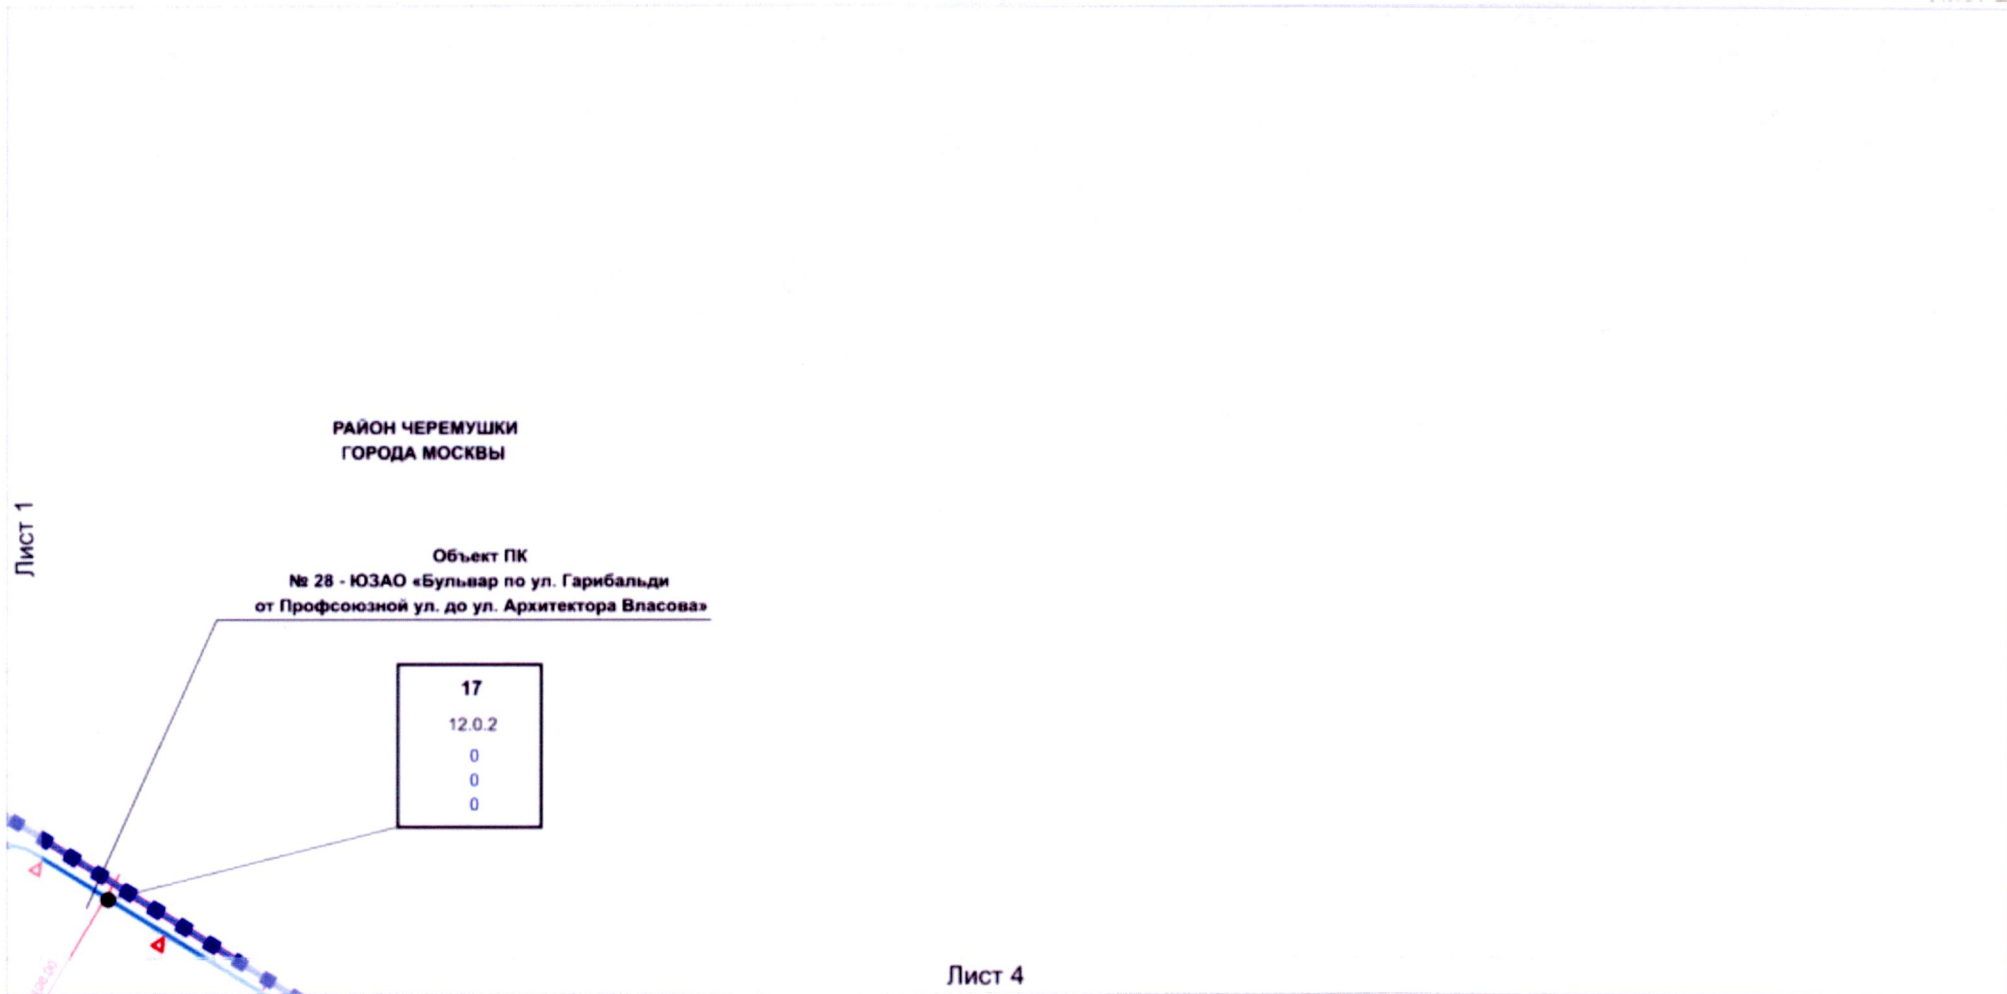 РАЙОН ЧЕРЕМУШКИ
ГОРОДА МОСКВЫ
Лист 1
Объект ПК
№ 28 - ЮЗАО «Бульвар по ул. Гарибальди
от Профсоюзной ул. до ул. Архитектора Власова»
17
12.0.2
0
0
0
Лист 4